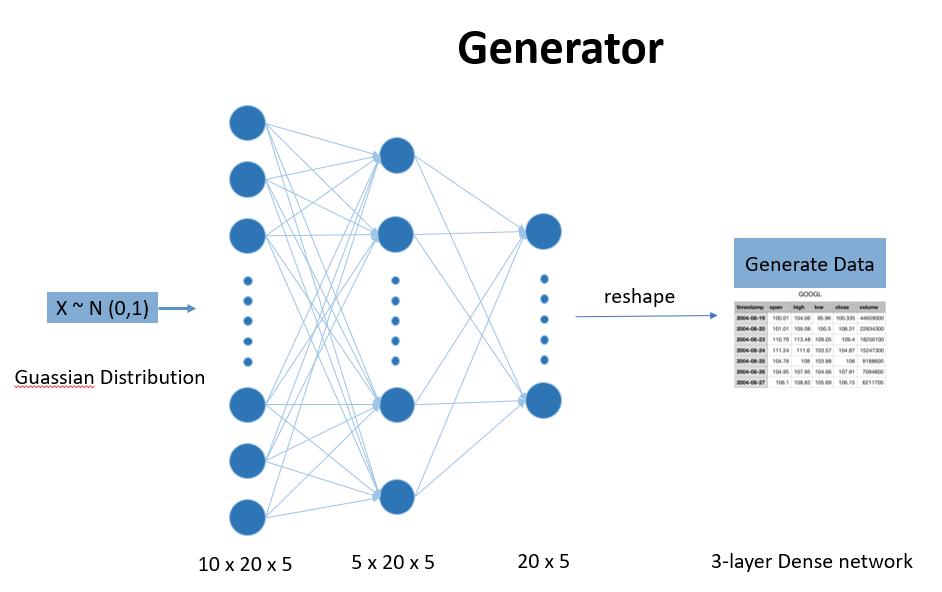 Generator
X ~ N (0,1)
Guassian Distribution
reshape
Generate Data
GOOGL
timestamp open high low close volume
2004-08-19 100.01 104.06 95.96 100.335 44659000
2004-08-20 101.01 109.08 100.5 108.31 22834300
2004-08-23 110.76 113.48 109.05 109.4 18256100
2004-08-24 111.24 111.6 103.57 104.87 15247300
2004-08-25 104.76 108 103.88 106 9188600
2004-08-26 104.95 107.95 104.66 107.91 7094800
2004-08-27 108.1 108.62 105.69 106.15 6211700
10 x 20 x 5
5 x 20 x 5
20 x 5
3-layer Dense network